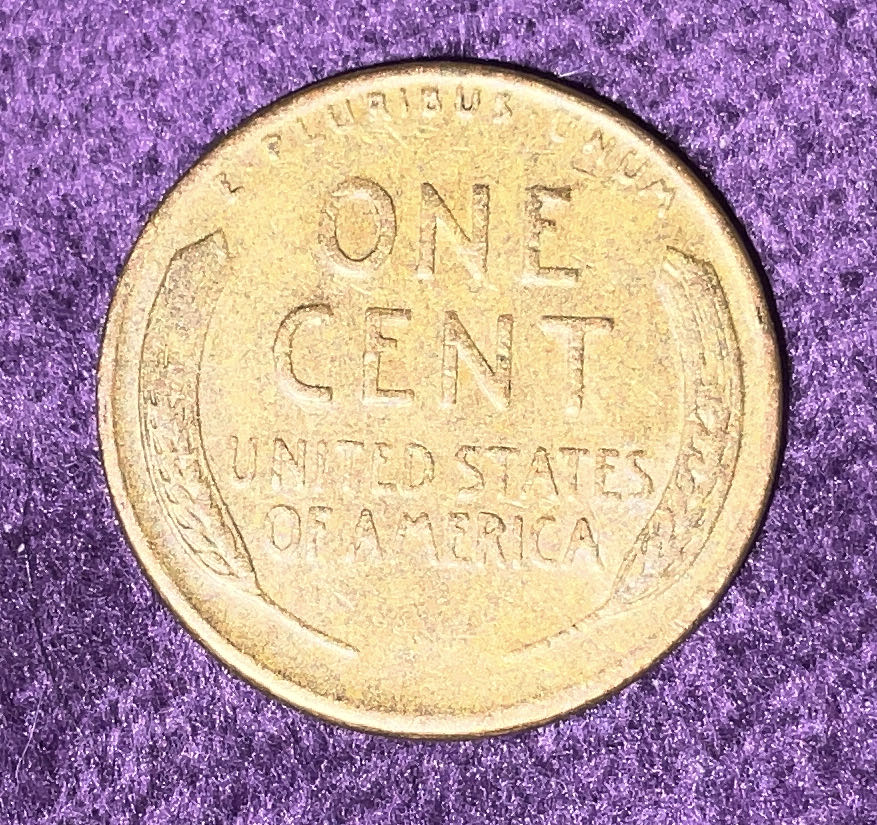 E·PLURIBUS·UNUM
ONE
CENT
UNITED STATES
OF AMERICA